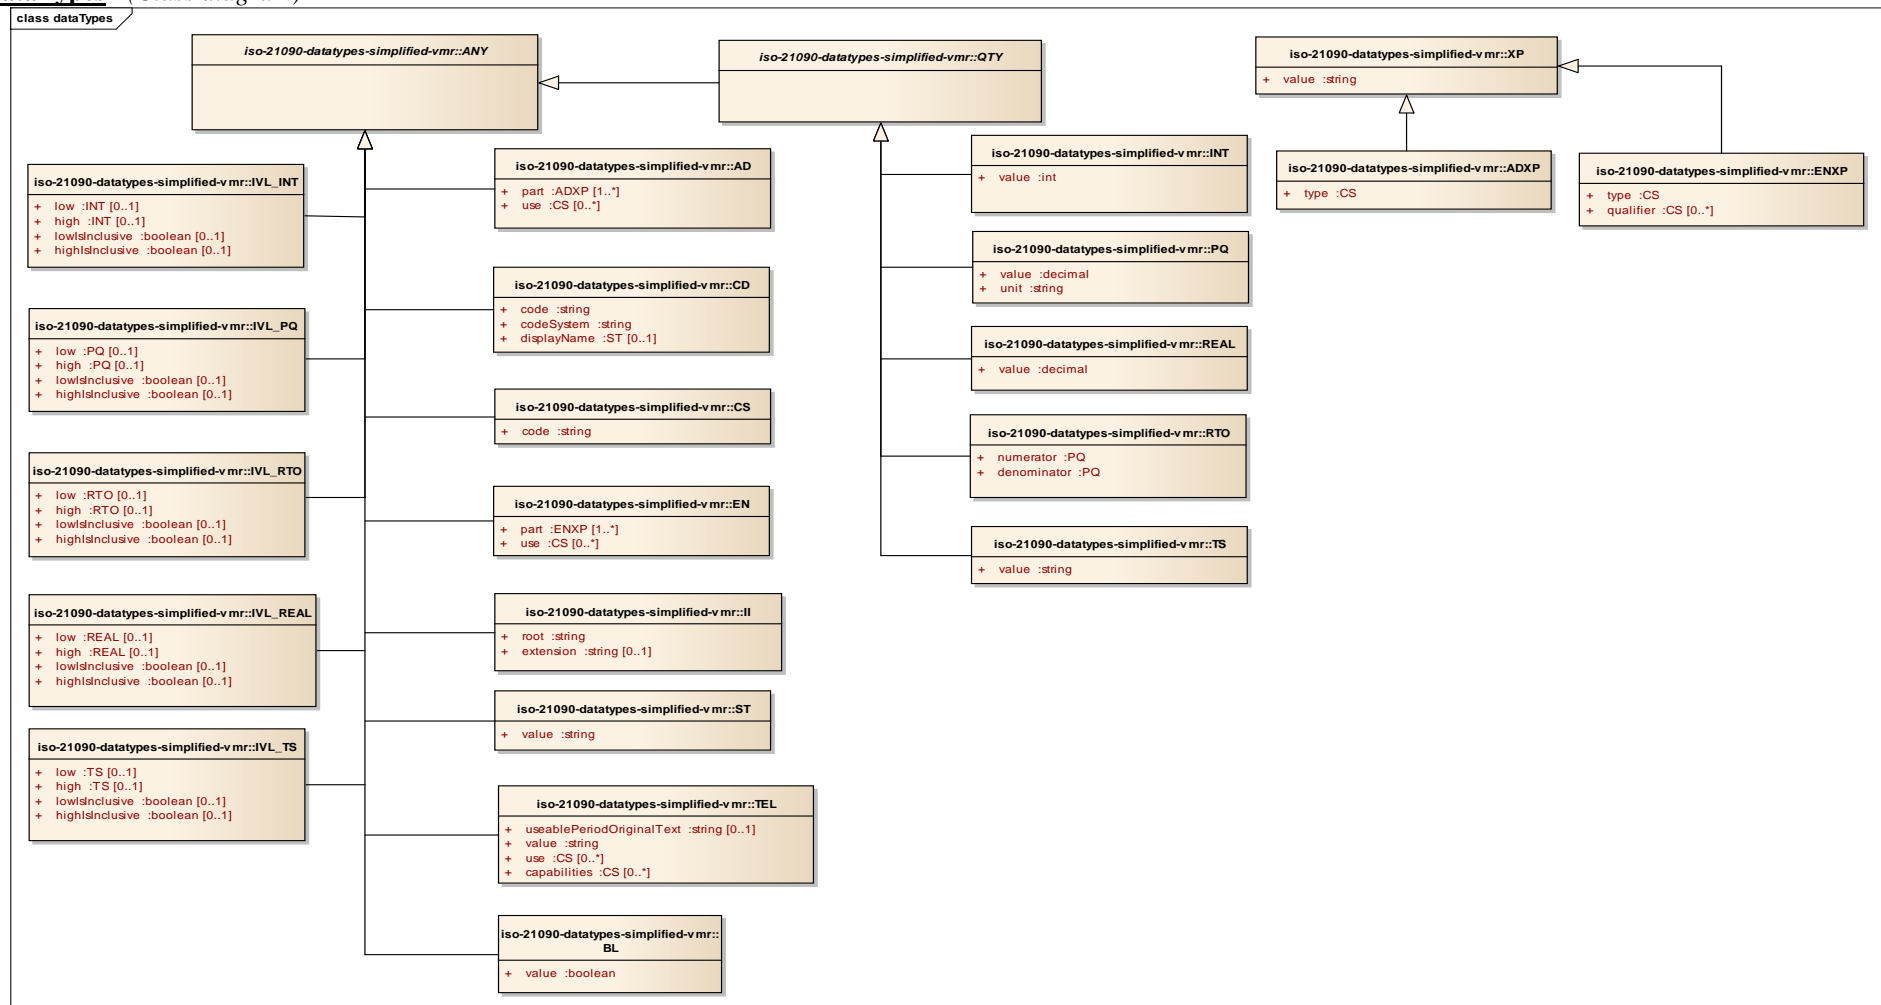 class dataTypes
iso-21090-datatypes-simplified-vmr::ANY
iso-21090-datatypes-simplified-vmr::QTY
iso-21090-datatypes-simplified-vmr::XP
+ value :string
iso-21090-datatypes-simplified-vmr::IVL_INT
+ low :INT [0..1]
+ high :INT [0..1]
+ lowIsInclusive :boolean [0..1]
+ highIsInclusive :boolean [0..1]
iso-21090-datatypes-simplified-vmr::AD
+ part :ADXP [1..*]
+ use :CS [0..*]
iso-21090-datatypes-simplified-vmr::INT
+ value :int
iso-21090-datatypes-simplified-vmr::ADXP
+ type :CS
iso-21090-datatypes-simplified-vmr::ENXP
+ type :CS
+ qualifier :CS [0..*]
iso-21090-datatypes-simplified-vmr::PQ
+ value :decimal
+ unit :string
iso-21090-datatypes-simplified-vmr::CD
+ code :string
+ codeSystem :string
+ displayName :ST [0..1]
iso-21090-datatypes-simplified-vmr::IVL_PQ
+ low :PQ [0..1]
+ high :PQ [0..1]
+ lowIsInclusive :boolean [0..1]
+ highIsInclusive :boolean [0..1]
iso-21090-datatypes-simplified-vmr::REAL
+ value :decimal
iso-21090-datatypes-simplified-vmr::CS
+ code :string
iso-21090-datatypes-simplified-vmr::RTO
+ numerator :PQ
+ denominator :PQ
iso-21090-datatypes-simplified-vmr::IVL_RTO
+ low :RTO [0..1]
+ high :RTO [0..1]
+ lowIsInclusive :boolean [0..1]
+ highIsInclusive :boolean [0..1]
iso-21090-datatypes-simplified-vmr::EN
+ part :ENXP [1..*]
+ use :CS [0..*]
iso-21090-datatypes-simplified-vmr::TS
+ value :string
iso-21090-datatypes-simplified-vmr::IVL_REAL
+ low :REAL [0..1]
+ high :REAL [0..1]
+ lowIsInclusive :boolean [0..1]
+ highIsInclusive :boolean [0..1]
iso-21090-datatypes-simplified-vmr::II
+ root :string
+ extension :string [0..1]
iso-21090-datatypes-simplified-vmr::ST
+ value :string
iso-21090-datatypes-simplified-vmr::IVL_TS
+ low :TS [0..1]
+ high :TS [0..1]
+ lowIsInclusive :boolean [0..1]
+ highIsInclusive :boolean [0..1]
iso-21090-datatypes-simplified-vmr::TEL
+ useablePeriodOriginalText :string [0..1]
+ value :string
+ use :CS [0..*]
+ capabilities :CS [0..*]
iso-21090-datatypes-simplified-vmr::
BL
+ value :boolean